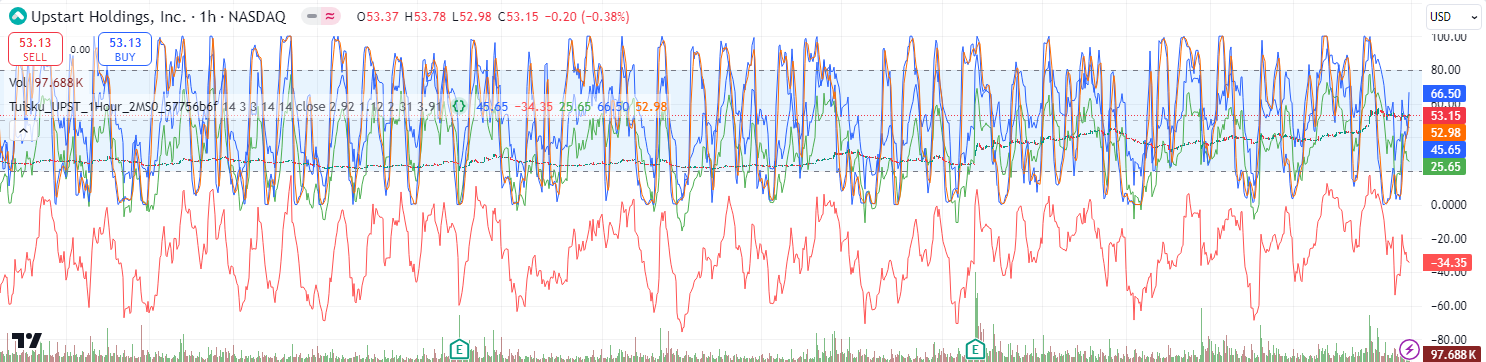 Upstart Holdings, Inc. · 1h · NASDAQ O53.37 H53.78 L52.98 C53.15 −0.20 (−0.38%)
USD
53.13 SELL
0.00
53.13 BUY
Vol 97.688 K
Tuisku_UPST_1Hour_2MS0_57756b6f 14 3 3 14 14 close 2.92 1.12 2.31 3.91 45.65 −34.35 25.65 66.50 52.98
100.00
80.00
66.50
60.00
53.15
52.98
45.65
25.65
0.0000
−20.00
−34.35
−40.00
−60.00
−80.00
97.688 K
E
E